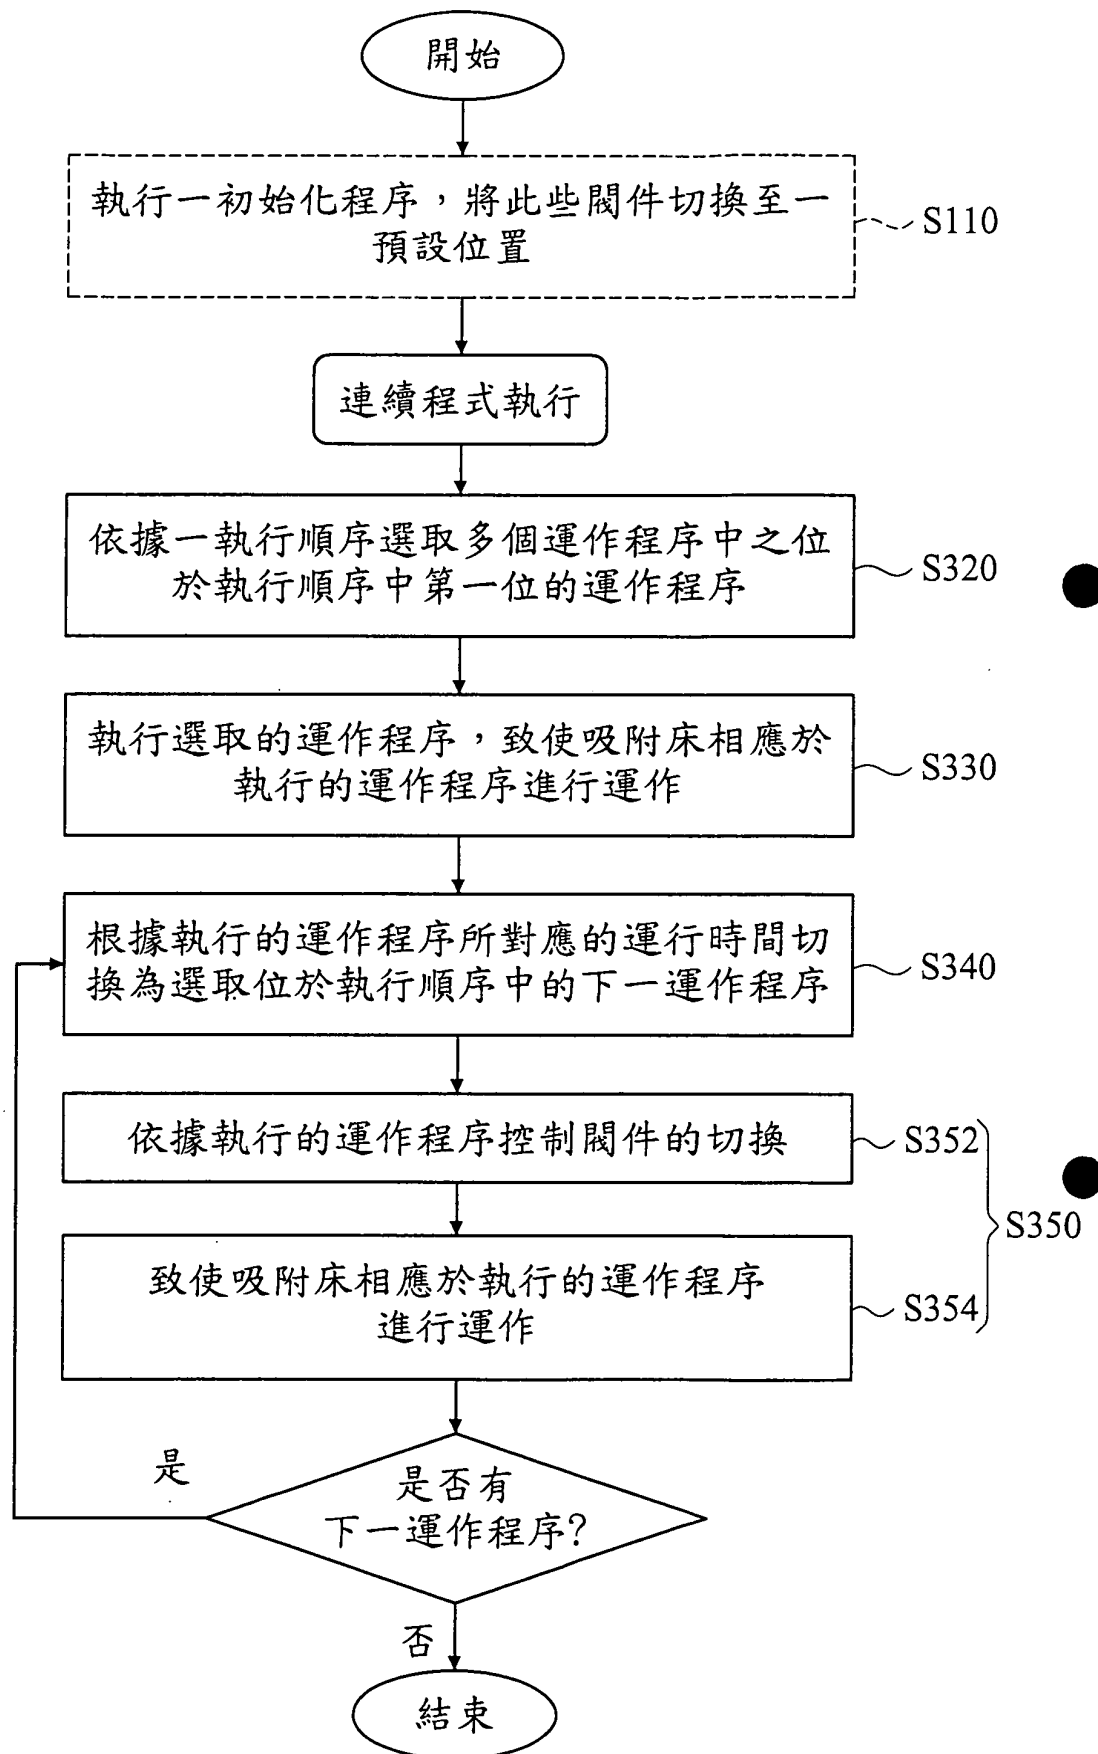 開始
執行一初始化程序，將此些閥件切換至一
預設位置
S110
連續程式執行
依據一執行順序選取多個運作程序中之位
於執行順序中第一位的運作程序
S320
執行選取的運作程序，致使吸附床相應於
執行的運作程序進行運作
S330
根據執行的運作程序所對應的運行時間切
換為選取位於執行順序中的下一運作程序
S340
依據執行的運作程序控制閥件的切換
S352
S350
致使吸附床相應於執行的運作程序
進行運作
S354
是
是否有
下一運作程序?
否
結束